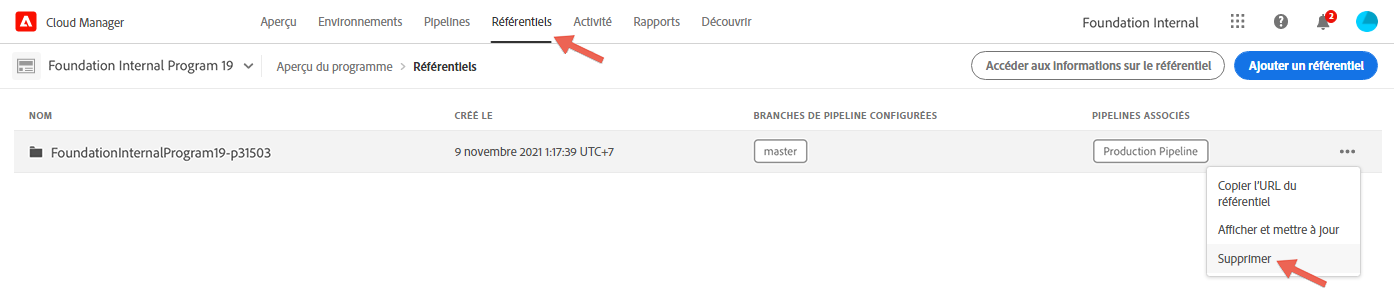 Cloud Manager
Aperçu Environnements Pipelines Référentiels Activité Rapports Découvrir
Foundation Internal
2
Foundation Internal Program 19
Aperçu du programme > Référentiels
Accéder aux informations sur le référentiel
Ajouter un référentiel
NOM CRÉÉ LE BRANCHES DE PIPELINE CONFIGURÉES PIPELINES ASSOCIÉS
FoundationInternalProgram19-p31503 9 novembre 2021 1:17:39 UTC+7 master Production Pipeline
Copier l'URL du
référentiel
Afficher et mettre à jour
Supprimer